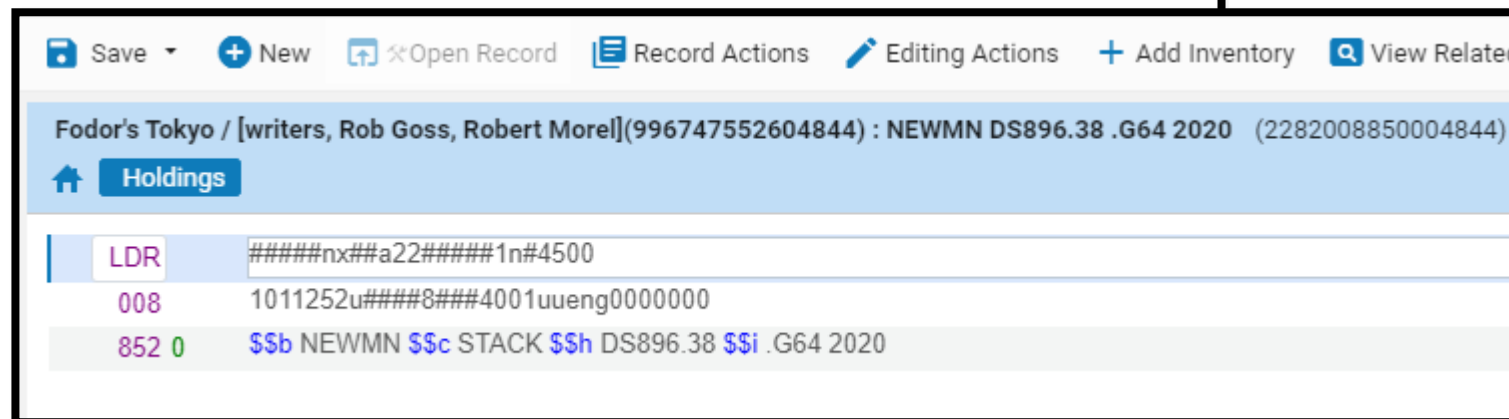 Save New Open Record Record Actions Editing Actions Add Inventory View Related
Fodor's Tokyo / [writers, Rob Goss, Robert Morel](996747552604844) : NEWMN DS896.38 .G64 2020 (2282008850004844)
Holdings
LDR #####nx##a22#####1n#4500
008 1011252u####8###4001uueng0000000
852 0 $$b NEWMN $$c STACK $$h DS896.38 $$i .G64 2020